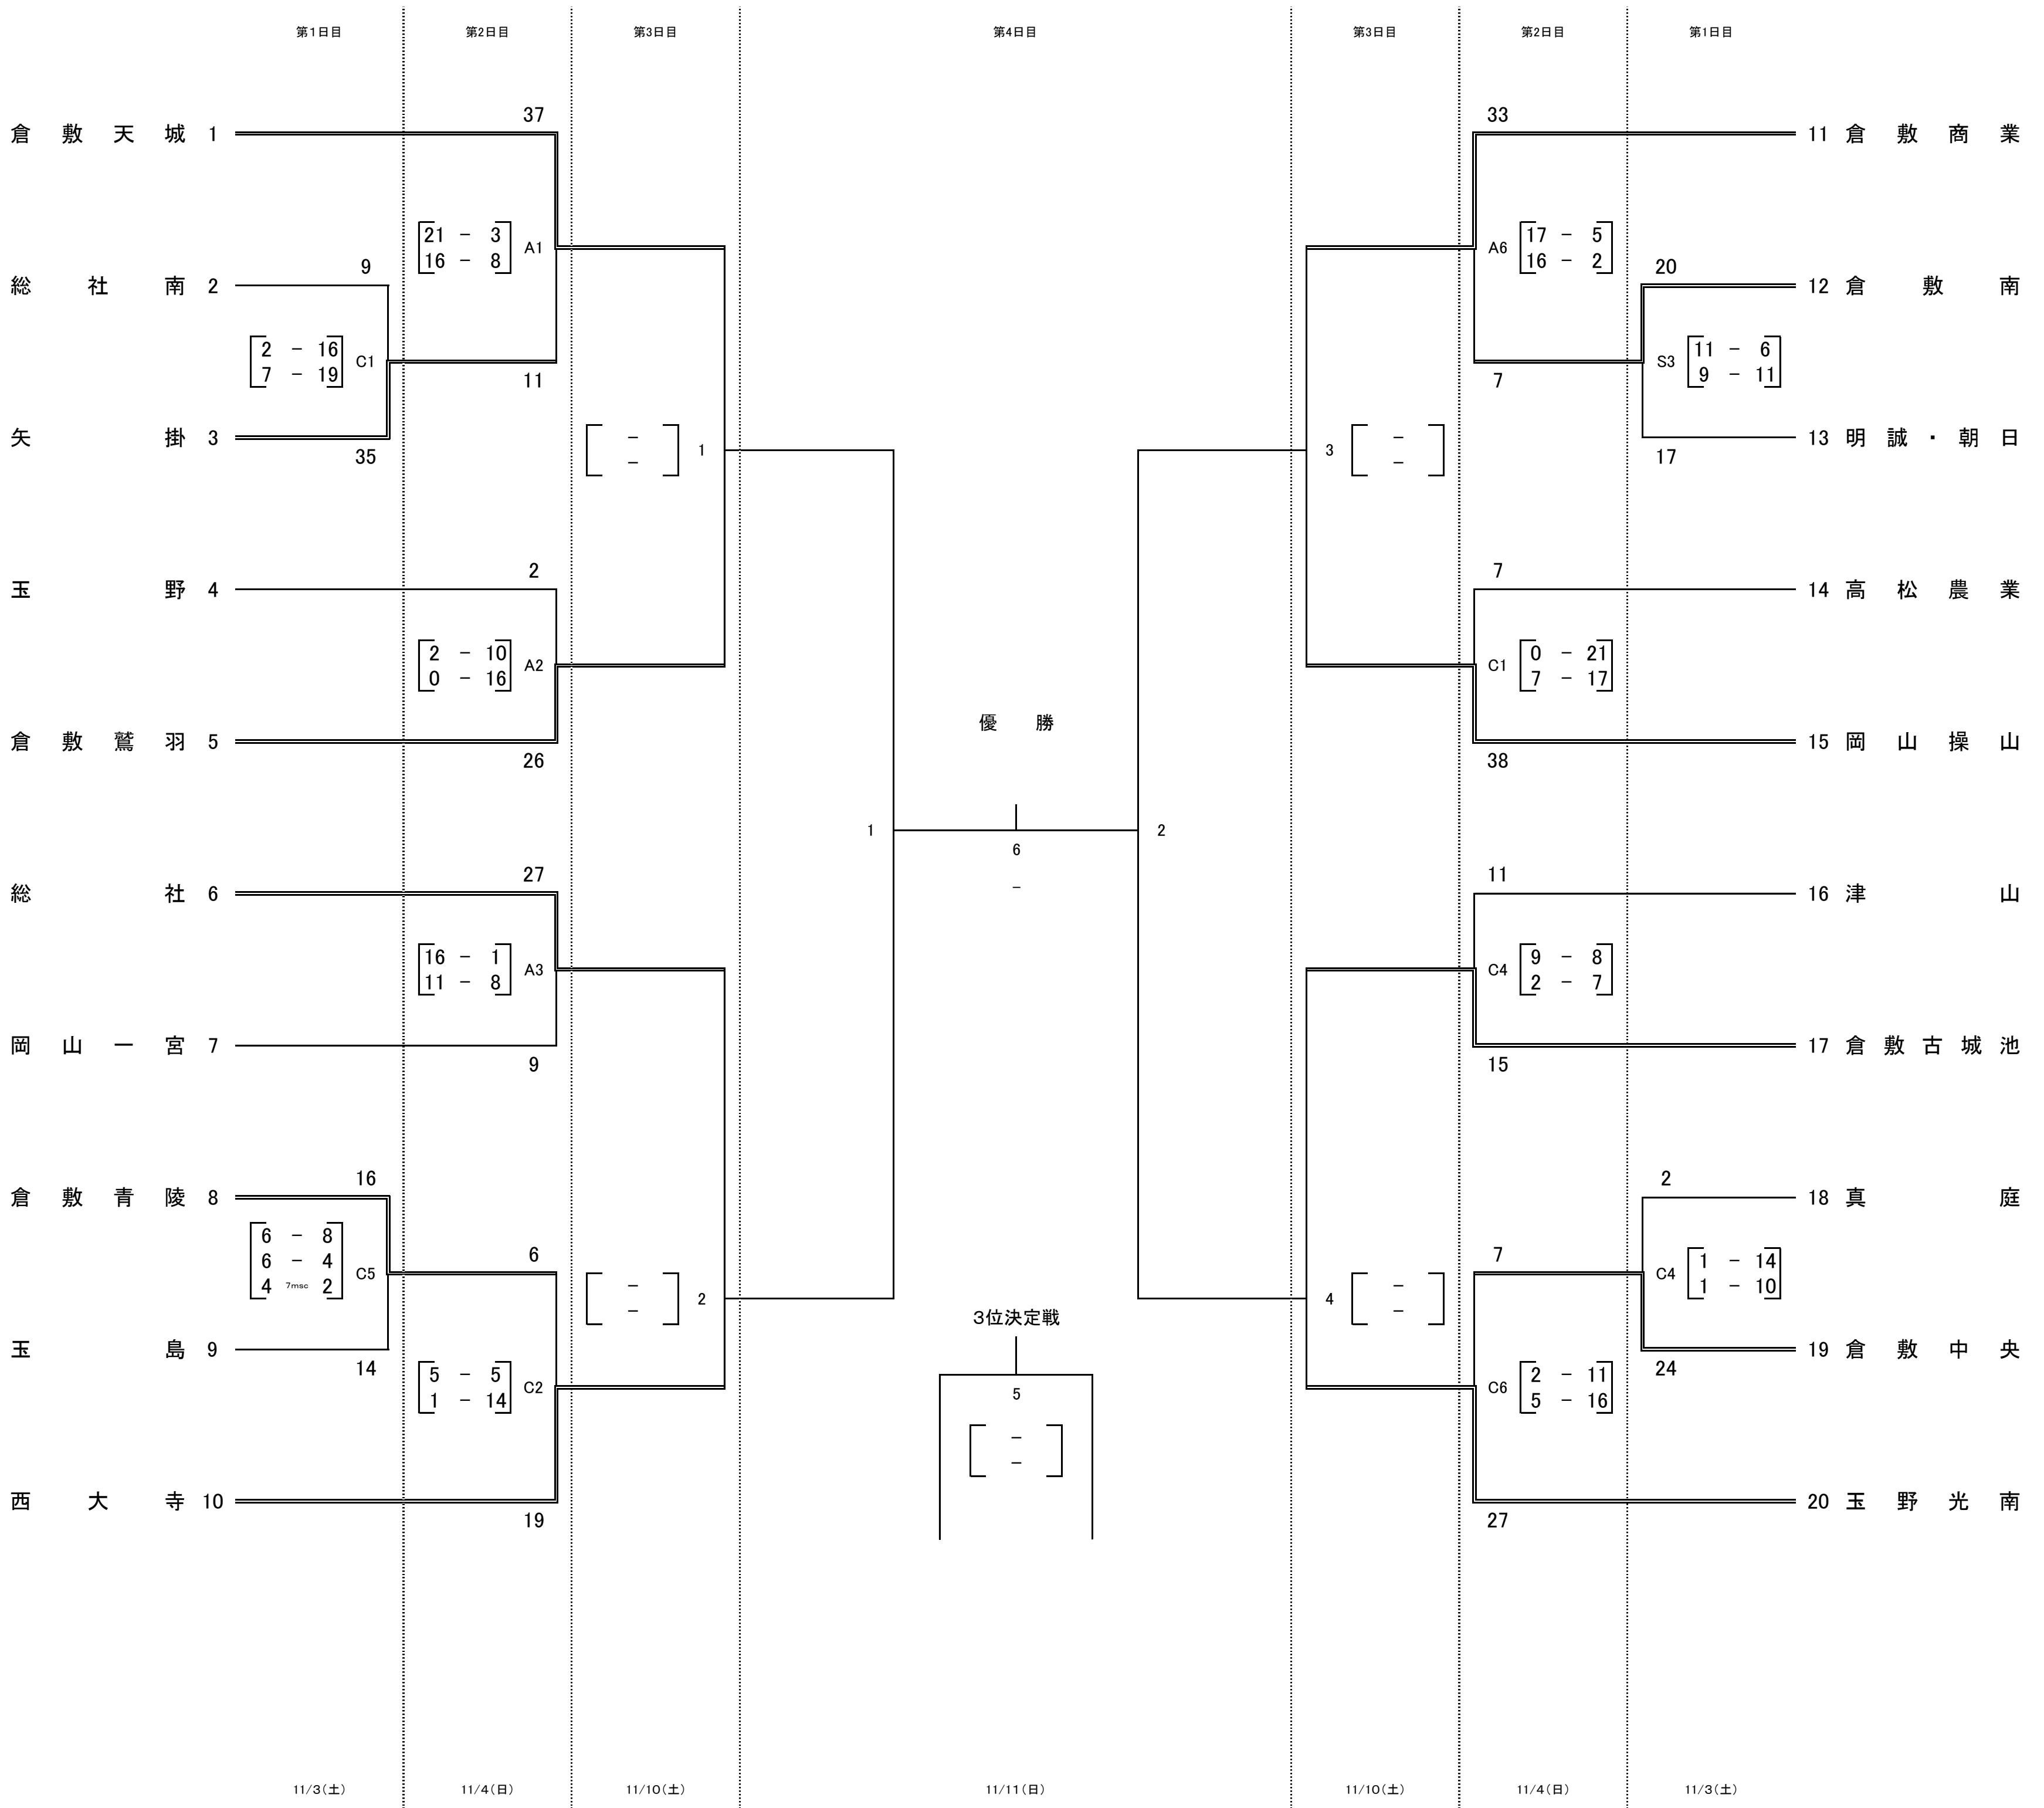 第1日目 第2日目 第3日目 第4日目 第3日目 第2日目 第1日目
37 33
倉敷天城 1 11 倉敷商業
21 - 3 A1 A6 17 - 5
16 - 8 16 - 2
9 20
総社南 2 12 倉敷南
2 - 16 C1 S3 11 - 6
7 - 19 9 - 11
11 7
矢掛 3 13 明誠・朝日
- 1 3 -
- -
35 17
2 7
玉野 4 14 高松農業
2 - 10 A2 C1 0 - 21
0 - 16 7 - 17
優勝
倉敷鷲羽 5 15 岡山操山
26 38
1 2
6
-
27 11
総社 6 16 津山
16 - 1 A3 C4 9 - 8
11 - 8 2 - 7
岡山一宮 7 17 倉敷古城池
9 15
16 2
倉敷青陵 8 18 真庭
6 - 8
6 - 4 C5 C4 1 - 14
4 7msc 2 1 - 10
6 7
- 2 4 -
- -
3位決定戦
玉島 9 19 倉敷中央
14 24
5 - 5 C2 C6 2 - 11
1 - 14 5 - 16
5
-
-
西大寺 10 20 玉野光南
19 27
11/3(土) 11/4(日) 11/10(土) 11/11(日) 11/10(土) 11/4(日) 11/3(土)